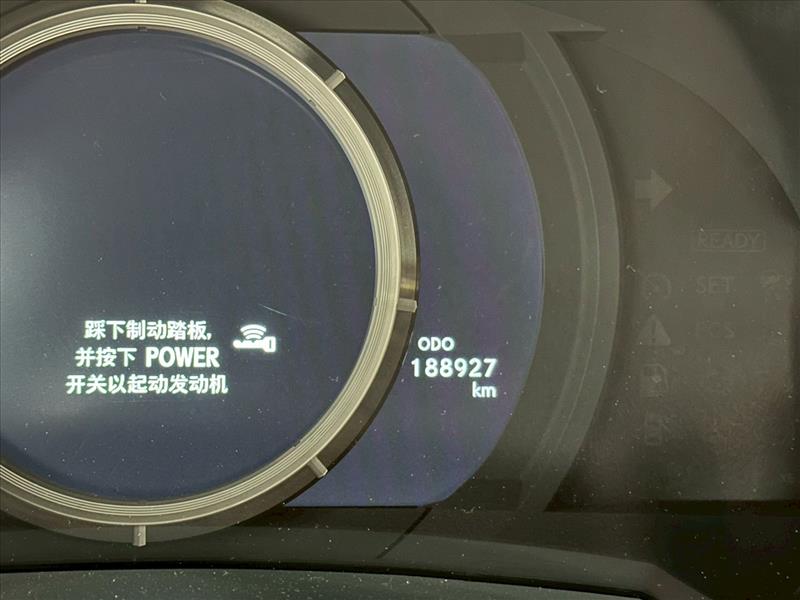 踩下制动踏板,
并按下 POWER
开关以起动发动机
ODO
188927
km
READY
SET